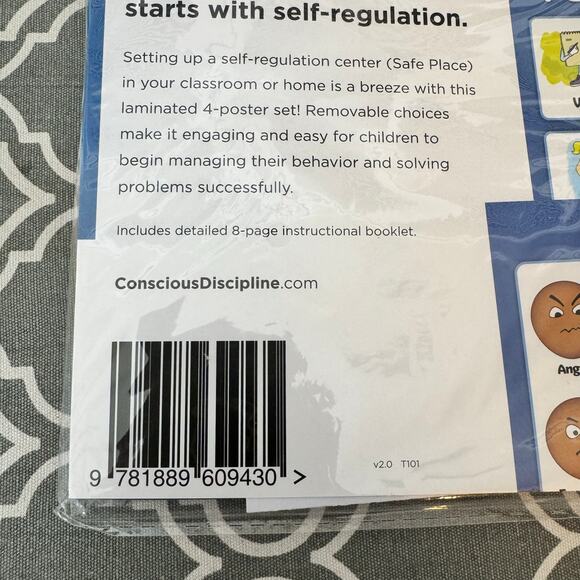 starts with self-regulation.
Setting up a self-regulation center (Safe Place)
in your classroom or home is a breeze with this
laminated 4-poster set! Removable choices
make it engaging and easy for children to
begin managing their behavior and solving
problems successfully.
Includes detailed 8-page instructional booklet.
ConsciousDiscipline.com
9 781889 609430 >
v2.0 T101
Ang